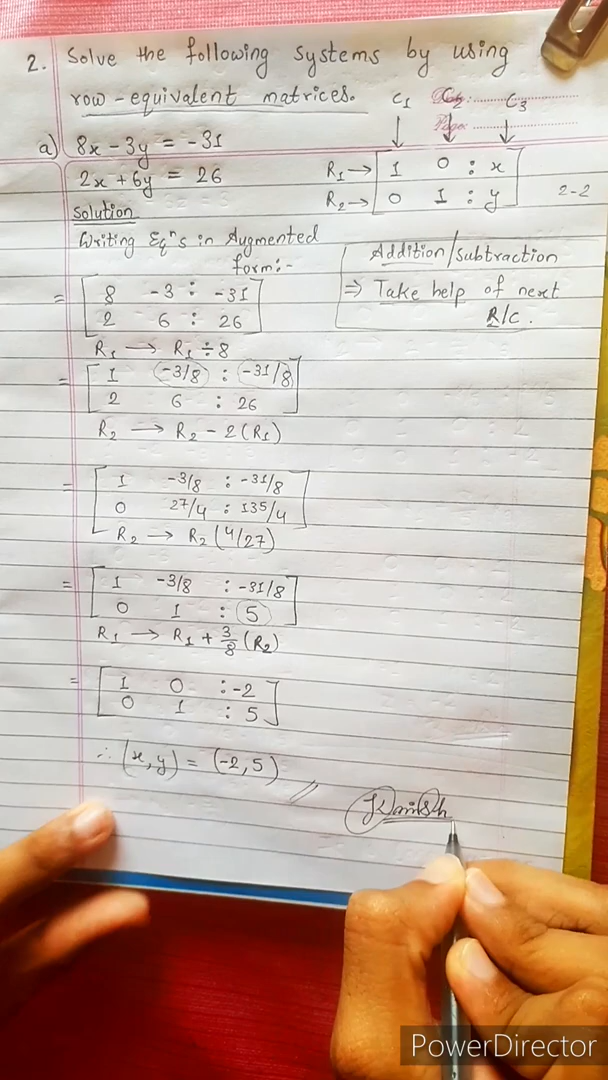 2. Solve the following systems by using
row-equivalent matrices.
C₁ C₂ C₃
Page:
a) 8x - 3y = -31
2x + 6y = 26
R₁ → [ 1 0 : x ]
R₂ → [ 0 1 : y ]
2-2
Solution
Writing Eqⁿs in Augmented
form:-
Addition/subtraction
⇒ Take help of next
R/C.
= [ 8 -3 : -31
2 6 : 26 ]
R₁ → R₁ ÷ 8
= [ 1 -3/8 : -31/8
2 6 : 26 ]
R₂ → R₂ - 2(R₁)
= [ 1 -3/8 : -31/8
0 27/4 : 135/4 ]
R₂ → R₂ (4/27)
= [ 1 -3/8 : -31/8
0 1 : 5 ]
R₁ → R₁ + 3/8 (R₂)
= [ 1 0 : -2
0 1 : 5 ]
∴ (x, y) = (-2, 5) //
PowerDirector